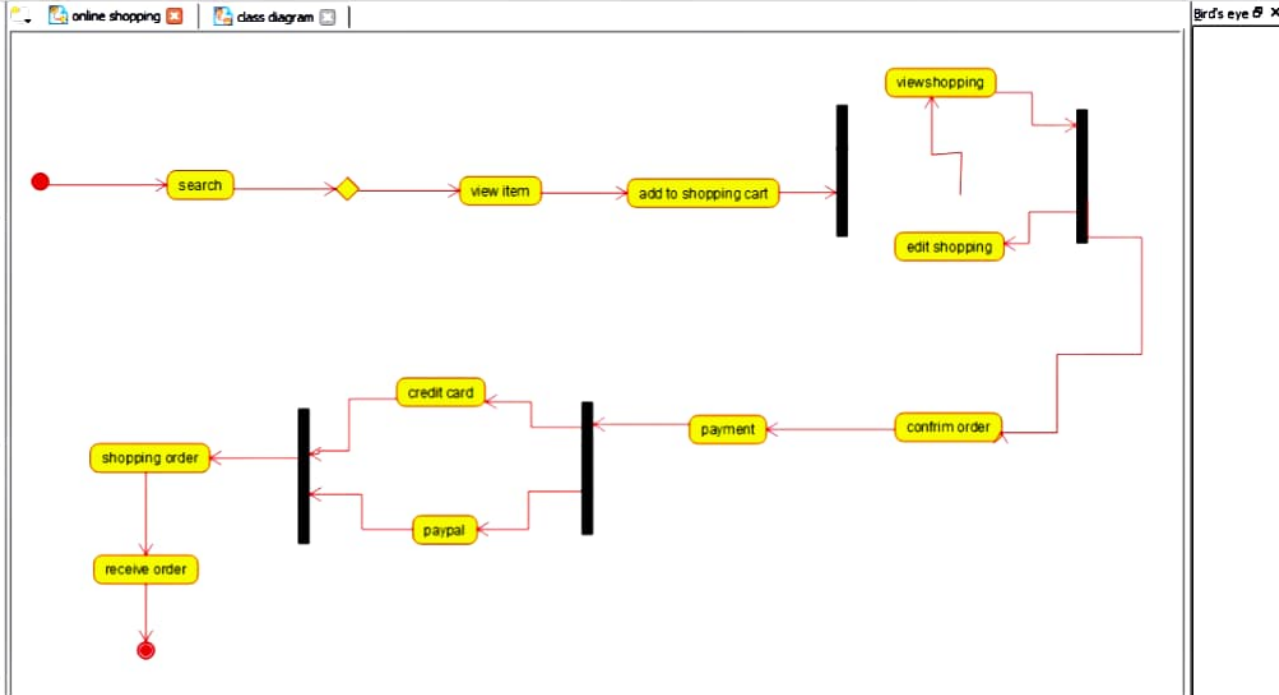 online shopping
class diagram
Bird's eye
viewshopping
search
view item
add to shopping cart
edit shopping
credit card
payment
confrim order
shopping order
paypal
receive order